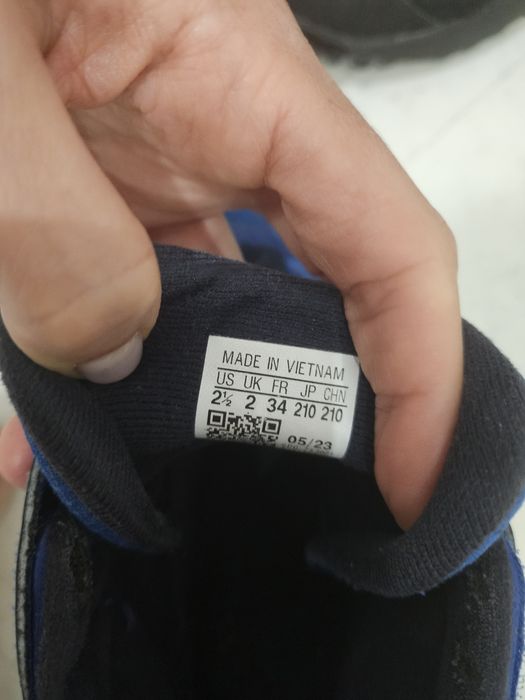 MADE IN VIETNAM
US UK FR JP CHN
2½ 2 34 210 210
05/23